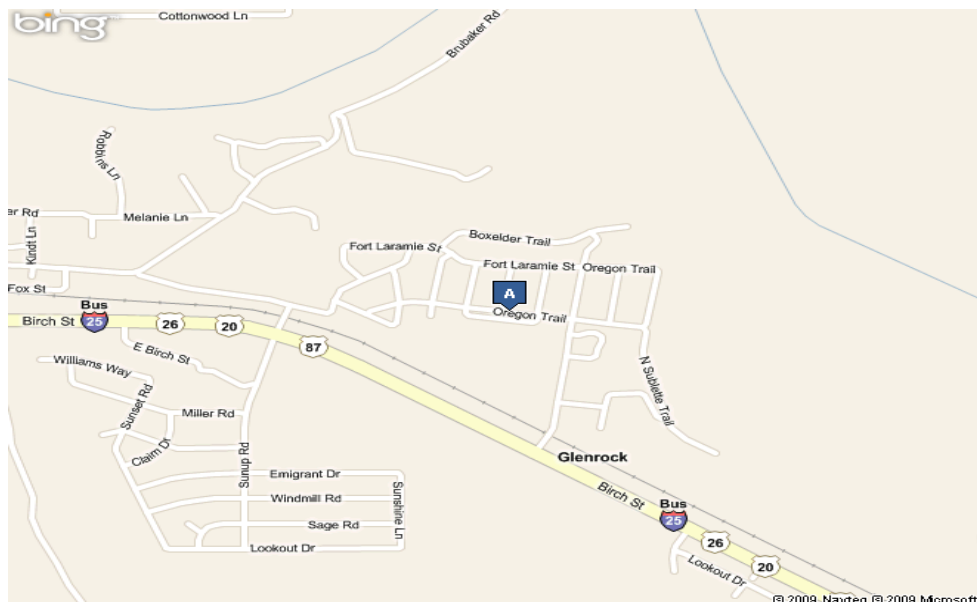 bing
Cottonwood Ln
Brubaker Rd
Robbins Ln
er Rd
Melanie Ln
Kindt Ln
Boxelder Trail
Fort Laramie St
Fort Laramie St
Oregon Trail
Fox St
A
Bus
25
Birch St
26
20
Oregon Trail
87
E Birch St
Williams Way
N Sublette Trail
Sunset Rd
Miller Rd
Claim Dr
Sunup Rd
Glenrock
Emigrant Dr
Sunshine Ln
Windmill Rd
Birch St
Bus
25
Sage Rd
26
Lookout Dr
20
Lookout Dr
© 2009 Navteq © 2009 Microsoft